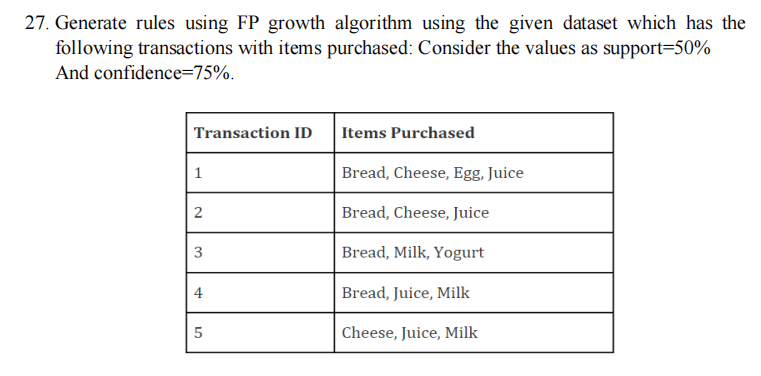 27. Generate rules using FP growth algorithm using the given dataset which has the
following transactions with items purchased: Consider the values as support=50%
And confidence=75%.
Transaction ID Items Purchased
1 Bread, Cheese, Egg, Juice
2 Bread, Cheese, Juice
3 Bread, Milk, Yogurt
4 Bread, Juice, Milk
5 Cheese, Juice, Milk